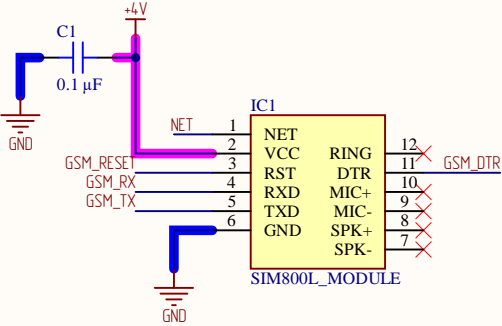 +4V
C1
0.1 µF
GND
IC1
NET
1
NET
2
VCC
RING
12
GSM_RESET
3
RST
DTR
11
GSM_DTR
GSM_RX
4
RXD
MIC+
10
GSM_TX
5
TXD
MIC-
9
6
GND
SPK+
8
SPK-
7
SIM800L_MODULE
GND